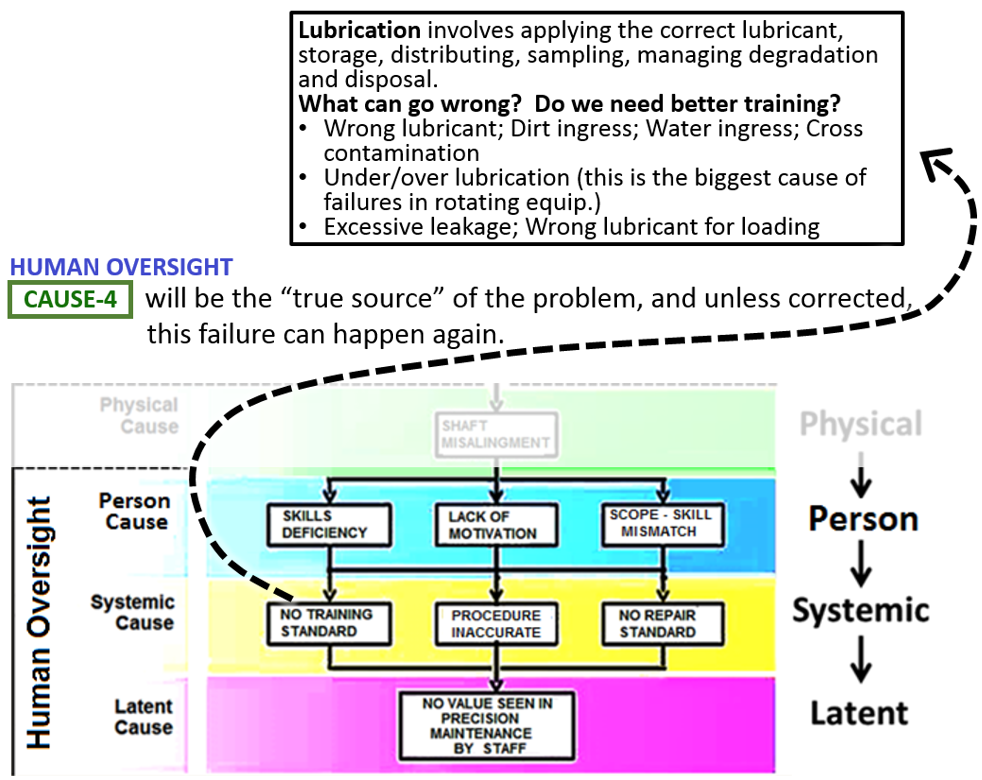 Lubrication involves applying the correct lubricant,
storage, distributing, sampling, managing degradation
and disposal.
What can go wrong?  Do we need better training?
• Wrong lubricant; Dirt ingress; Water ingress; Cross
contamination
• Under/over lubrication (this is the biggest cause of
failures in rotating equip.)
• Excessive leakage; Wrong lubricant for loading
HUMAN OVERSIGHT
CAUSE-4 will be the “true source” of the problem, and unless corrected,
this failure can happen again.
Physical
Cause
SHAFT
MISALINGMENT
Physical
Human Oversight
Person
Cause
SKILLS
DEFICIENCY
LACK OF
MOTIVATION
SCOPE - SKILL
MISMATCH
Person
Systemic
Cause
NO TRAINING
STANDARD
PROCEDURE
INACCURATE
NO REPAIR
STANDARD
Systemic
Latent
Cause
NO VALUE SEEN IN
PRECISION
MAINTENANCE
BY STAFF
Latent